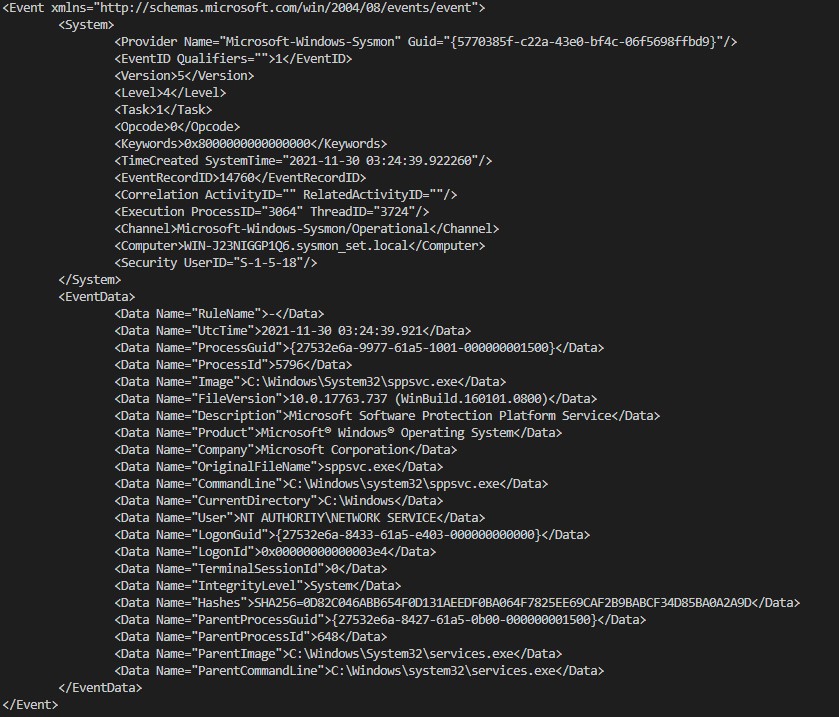 <Event xmlns="http://schemas.microsoft.com/win/2004/08/events/event">
<System>
<Provider Name="Microsoft-Windows-Sysmon" Guid="{5770385f-c22a-43e0-bf4c-06f5698ffbd9}"/>
<EventID Qualifiers="">1</EventID>
<Version>5</Version>
<Level>4</Level>
<Task>1</Task>
<Opcode>0</Opcode>
<Keywords>0x8000000000000000</Keywords>
<TimeCreated SystemTime="2021-11-30 03:24:39.922260"/>
<EventRecordID>14760</EventRecordID>
<Correlation ActivityID="" RelatedActivityID=""/>
<Execution ProcessID="3064" ThreadID="3724"/>
<Channel>Microsoft-Windows-Sysmon/Operational</Channel>
<Computer>WIN-J23NIGGP1Q6.sysmon_set.local</Computer>
<Security UserID="S-1-5-18"/>
</System>
<EventData>
<Data Name="RuleName">-</Data>
<Data Name="UtcTime">2021-11-30 03:24:39.921</Data>
<Data Name="ProcessGuid">{27532e6a-9977-61a5-1001-000000001500}</Data>
<Data Name="ProcessId">5796</Data>
<Data Name="Image">C:\Windows\System32\sppsvc.exe</Data>
<Data Name="FileVersion">10.0.17763.737 (WinBuild.160101.0800)</Data>
<Data Name="Description">Microsoft Software Protection Platform Service</Data>
<Data Name="Product">Microsoft® Windows® Operating System</Data>
<Data Name="Company">Microsoft Corporation</Data>
<Data Name="OriginalFileName">sppsvc.exe</Data>
<Data Name="CommandLine">C:\Windows\system32\sppsvc.exe</Data>
<Data Name="CurrentDirectory">C:\Windows</Data>
<Data Name="User">NT AUTHORITY\NETWORK SERVICE</Data>
<Data Name="LogonGuid">{27532e6a-8433-61a5-e403-000000000000}</Data>
<Data Name="LogonId">0x00000000000003e4</Data>
<Data Name="TerminalSessionId">0</Data>
<Data Name="IntegrityLevel">System</Data>
<Data Name="Hashes">SHA256=0D82C046ABB654F0D131AEEDF0BA064F7825EE69CAF2B9BABCF34D85BA0A2A9D</Data>
<Data Name="ParentProcessGuid">{27532e6a-8427-61a5-0b00-000000001500}</Data>
<Data Name="ParentProcessId">648</Data>
<Data Name="ParentImage">C:\Windows\System32\services.exe</Data>
<Data Name="ParentCommandLine">C:\Windows\system32\services.exe</Data>
</EventData>
</Event>